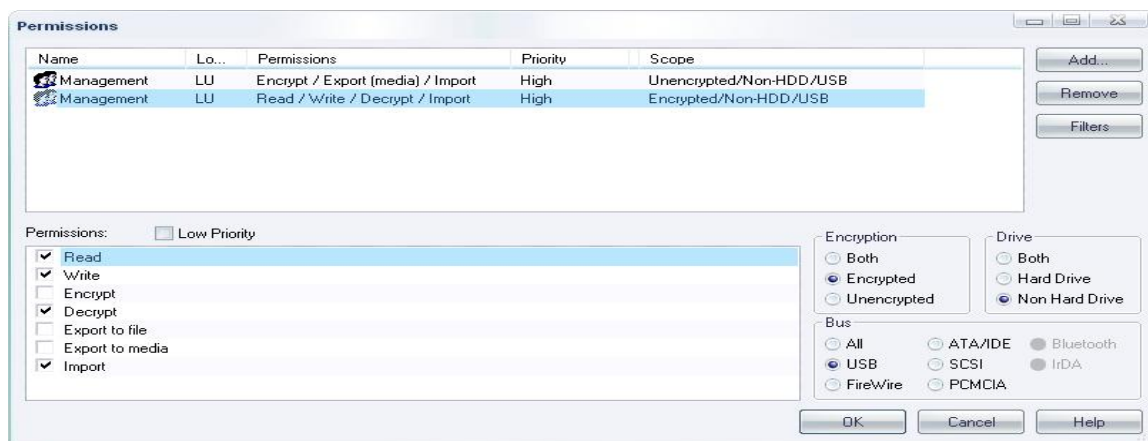 Permissions
Name Lo... Permissions Priority Scope
Management LU Encrypt / Export (media) / Import High Unencrypted/Non-HDD/USB
Management LU Read / Write / Decrypt / Import High Encrypted/Non-HDD/USB
Add...
Remove
Filters
Permissions: Low Priority
Read
Write
Encrypt
Decrypt
Export to file
Export to media
Import
Encryption
Both
Encrypted
Unencrypted
Drive
Both
Hard Drive
Non Hard Drive
Bus
All ATA/IDE Bluetooth
USB SCSI IrDA
FireWire PCMCIA
OK Cancel Help